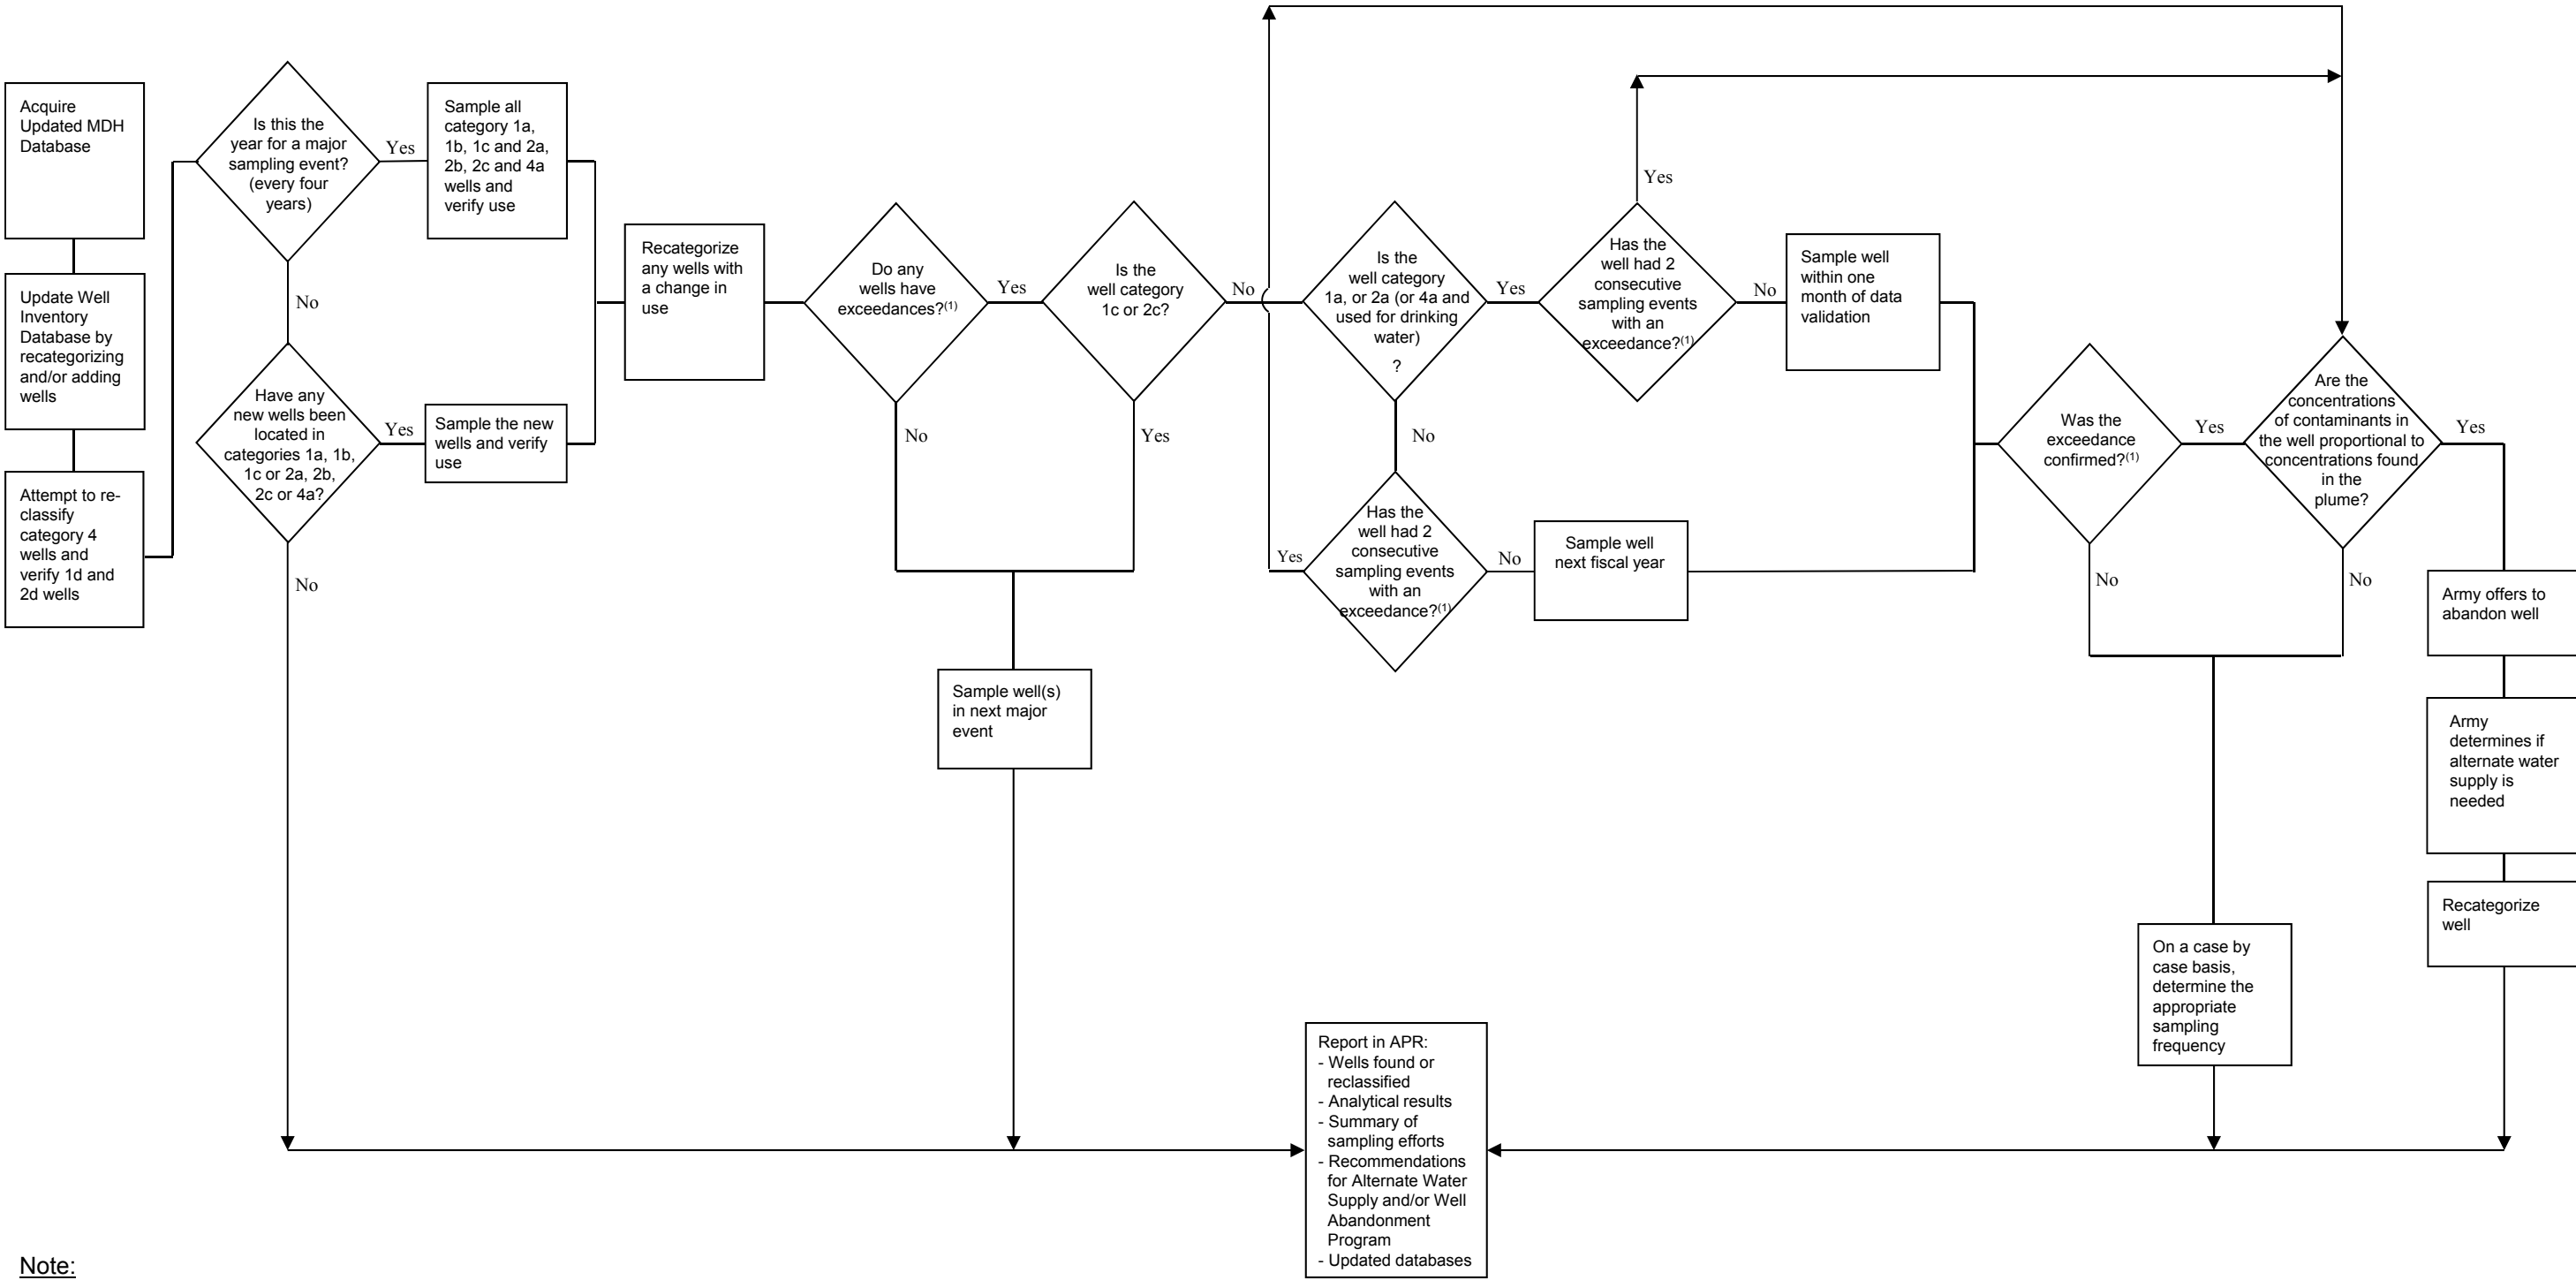 Acquire
Updated MDH
Database
Update Well
Inventory
Database by
recategorizing
and/or adding
wells
Attempt to re-
classify
category 4
wells and
verify 1d and
2d wells
Is this the
year for a major
sampling event?
(every four
years)
Yes
No
Sample all
category 1a,
1b, 1c and 2a,
2b, 2c and 4a
wells and
verify use
Have any
new wells been
located in
categories 1a, 1b,
1c or 2a, 2b,
2c or 4a?
Yes
No
Sample the new
wells and verify
use
Recategorize
any wells with
a change in
use
Do any
wells have
exceedances?(1)
Yes
No
Is the
well category
1c or 2c?
No
Yes
Sample well(s)
in next major
event
Is the
well category
1a, or 2a (or 4a and
used for drinking
water)
?
Yes
No
Has the
well had 2
consecutive
sampling events
with an
exceedance?(1)
Yes
No
Sample well
within one
month of data
validation
Has the
well had 2
consecutive
sampling events
with an
exceedance?(1)
Yes
No
Sample well
next fiscal year
Was the
exceedance
confirmed?(1)
Yes
No
Are the
concentrations
of contaminants in
the well proportional to
concentrations found
in the
plume?
Yes
No
Army offers to
abandon well
Army
determines if
alternate water
supply is
needed
Recategorize
well
On a case by
case basis,
determine the
appropriate
sampling
frequency
Report in APR:
- Wells found or
reclassified
- Analytical results
- Summary of
sampling efforts
- Recommendations
for Alternate Water
Supply and/or Well
Abandonment
Program
- Updated databases
Note: